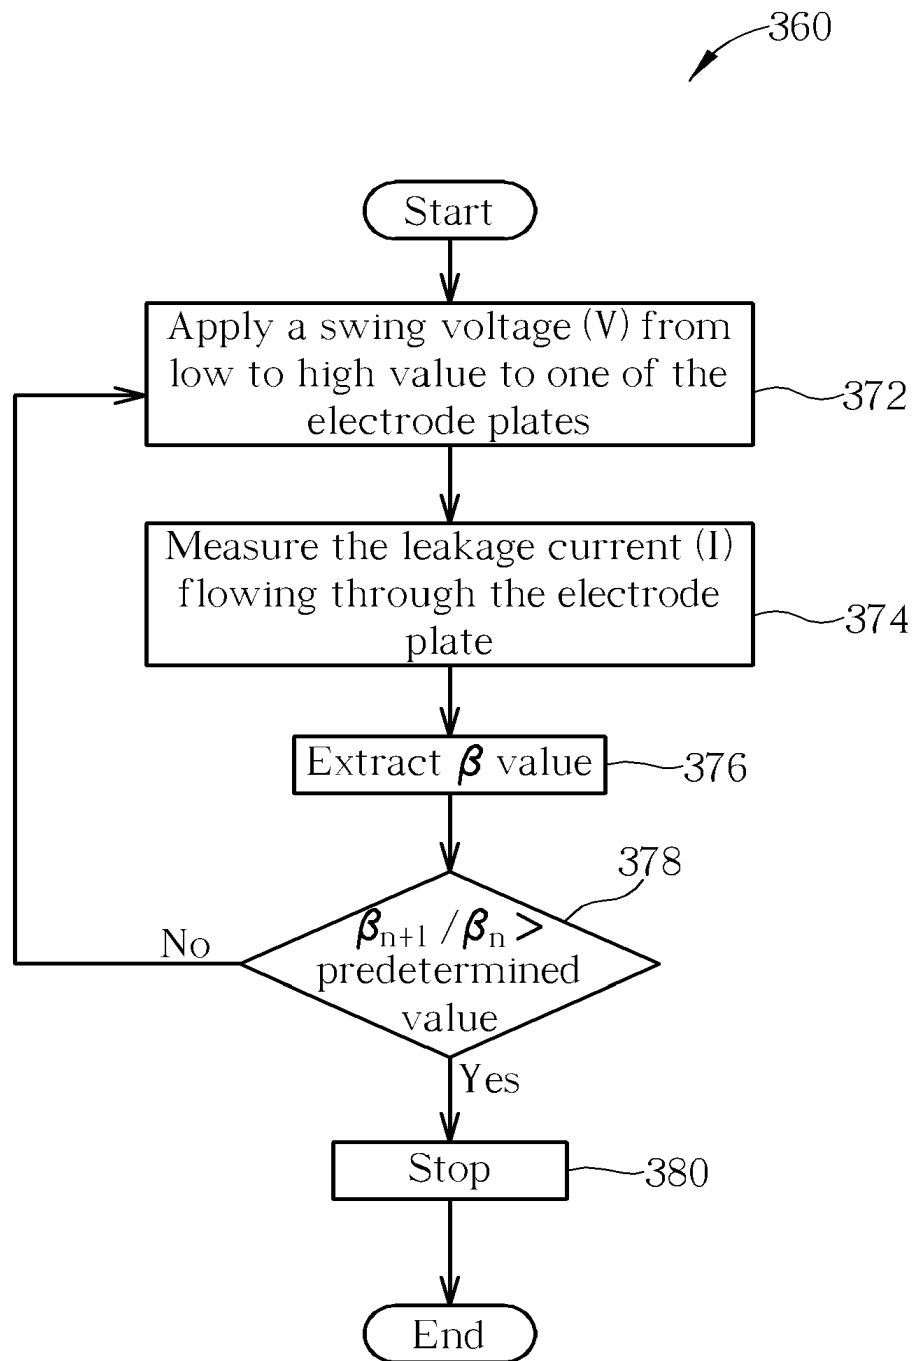 360
Start
Apply a swing voltage (V) from
low to high value to one of the
electrode plates
372
Measure the leakage current (I)
flowing through the electrode
plate
374
Extract β value
376
378
βn+1 / βn >
predetermined
value
No
Yes
Stop
380
End